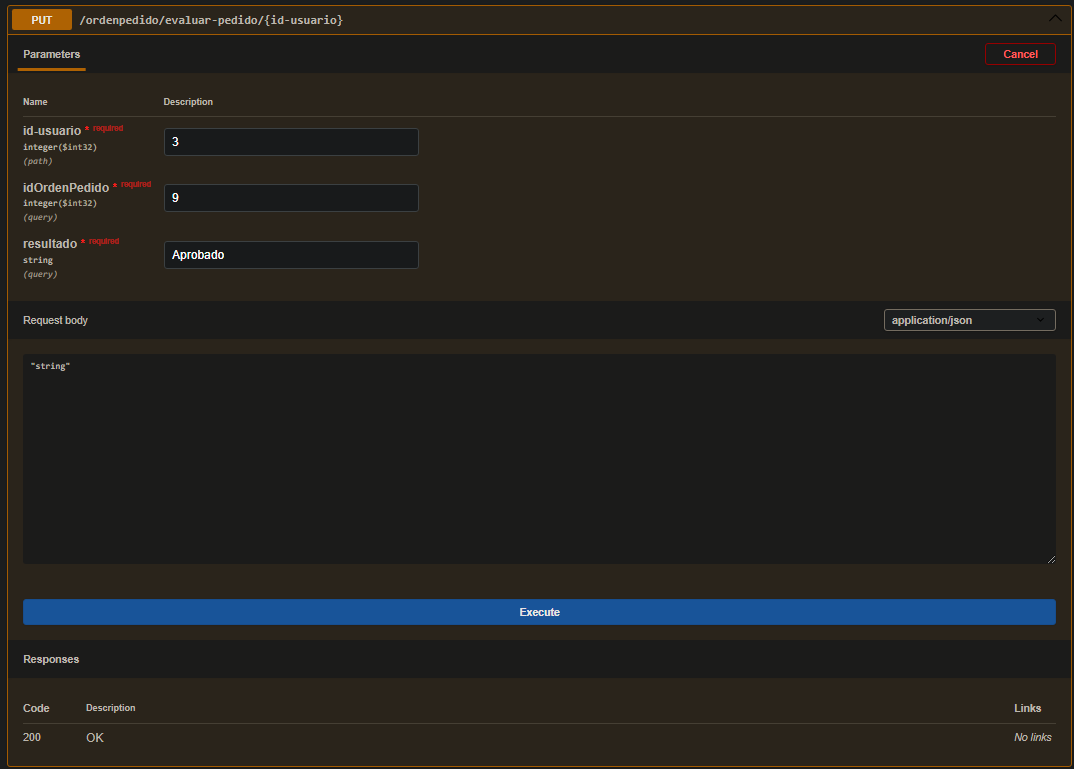 PUT /ordenpedido/evaluar-pedido/{id-usuario}
Parameters Cancel
Name Description
id-usuario * required
integer($int32)
(path)
3
idOrdenPedido * required
integer($int32)
(query)
9
resultado * required
string
(query)
Aprobado
Request body application/json
"string"
Execute
Responses
Code Description Links
200 OK No links